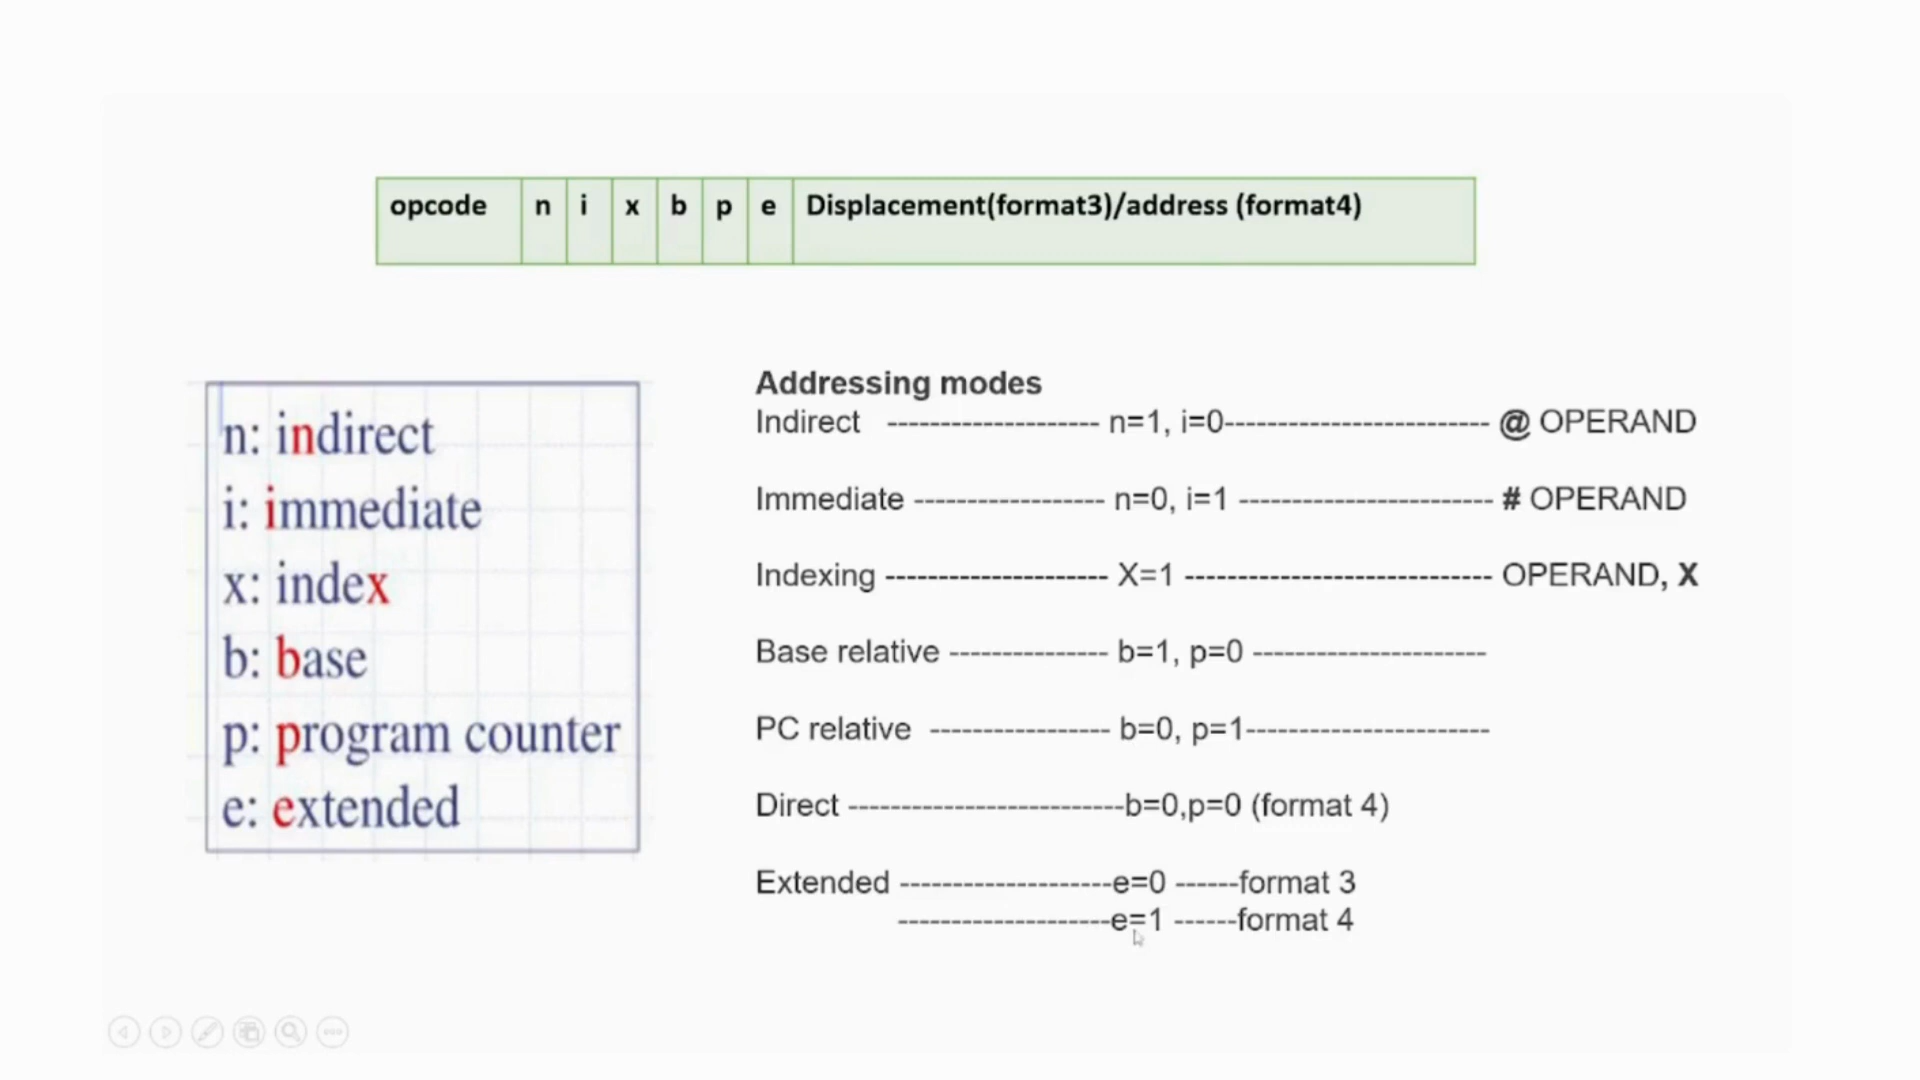 opcode n i x b p e Displacement(format3)/address (format4)
n: indirect
i: immediate
x: index
b: base
p: program counter
e: extended
Addressing modes
Indirect -------------------- n=1, i=0------------------------- @ OPERAND
Immediate ------------------ n=0, i=1 ------------------------ # OPERAND
Indexing --------------------- X=1 ----------------------------- OPERAND, X
Base relative --------------- b=1, p=0 ----------------------
PC relative ----------------- b=0, p=1-----------------------
Direct --------------------------b=0,p=0 (format 4)
Extended --------------------e=0 ------format 3
--------------------e=1 ------format 4